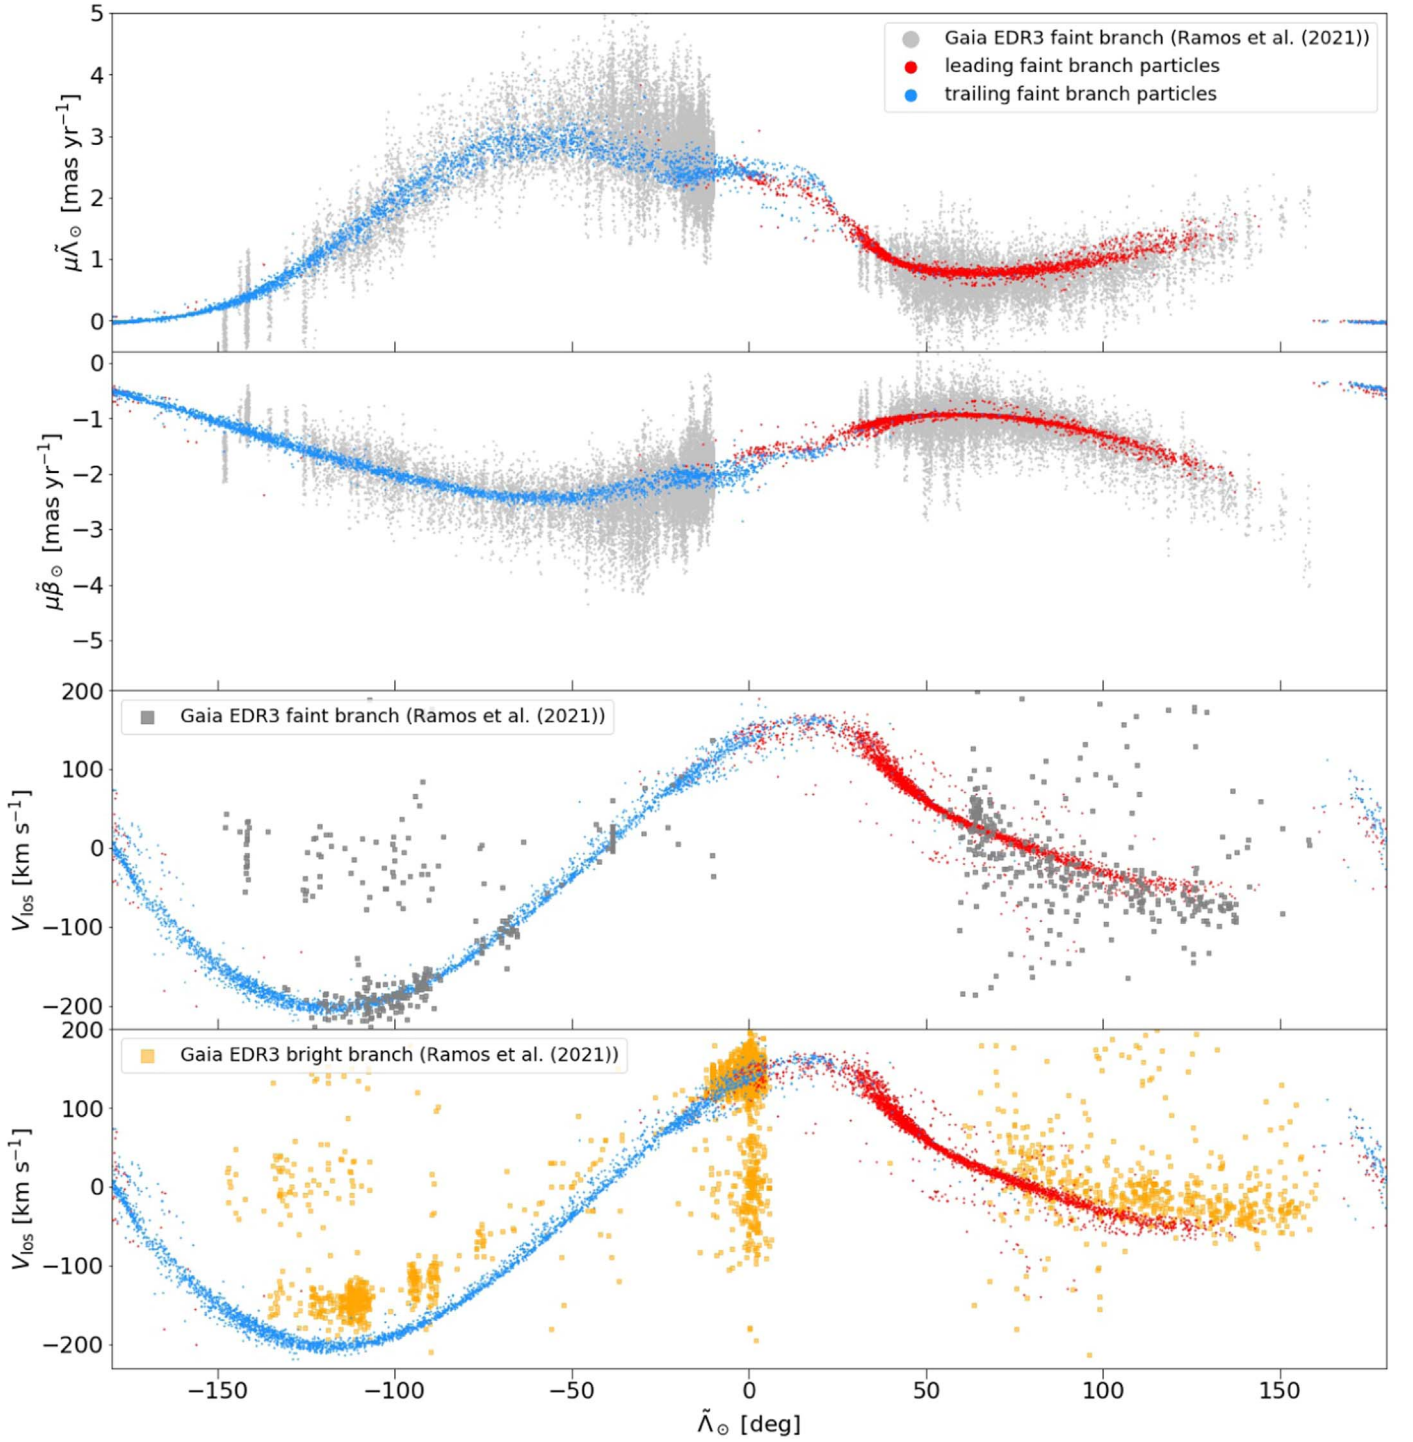 5
4
3
2
1
0
μΛ̃⊙ [mas yr⁻¹]
Gaia EDR3 faint branch (Ramos et al. (2021))
leading faint branch particles
trailing faint branch particles
0
−1
−2
−3
−4
−5
μβ̃⊙ [mas yr⁻¹]
200
100
0
−100
−200
V_los [km s⁻¹]
Gaia EDR3 faint branch (Ramos et al. (2021))
200
100
0
−100
−200
V_los [km s⁻¹]
Gaia EDR3 bright branch (Ramos et al. (2021))
−150 −100 −50 0 50 100 150
Λ̃⊙ [deg]